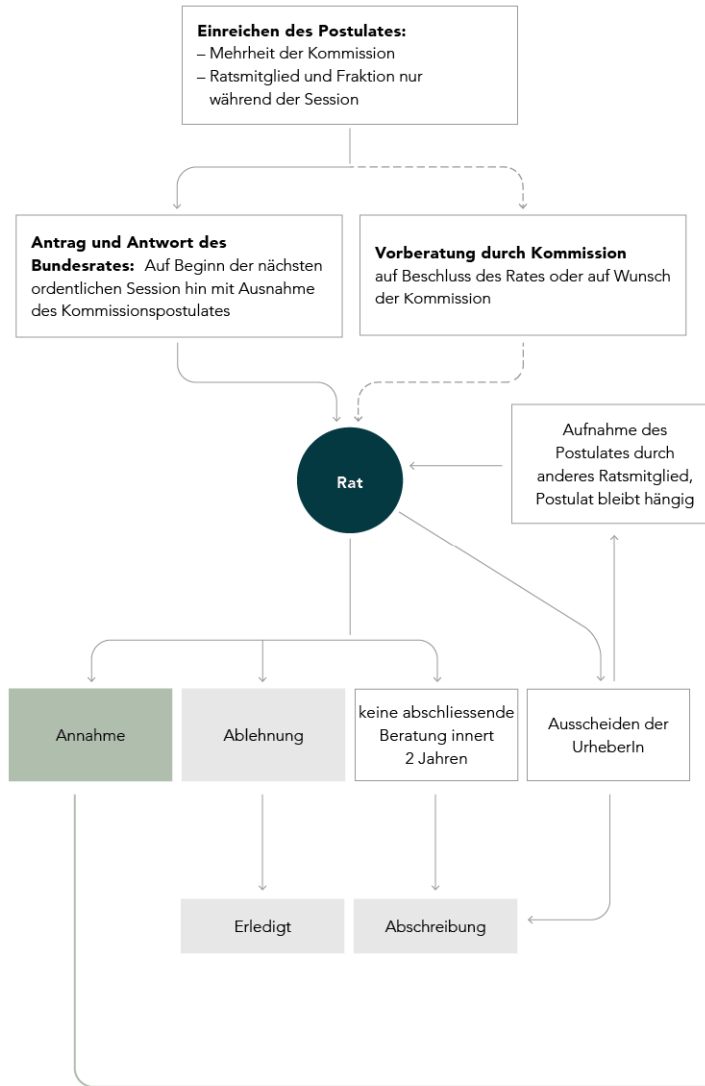 Einreichen des Postulates:
– Mehrheit der Kommission
– Ratsmitglied und Fraktion nur
während der Session
Antrag und Antwort des
Bundesrates: Auf Beginn der nächsten
ordentlichen Session hin mit Ausnahme
des Kommissionspostulates
Vorberatung durch Kommission
auf Beschluss des Rates oder auf Wunsch
der Kommission
Rat
Aufnahme des
Postulates durch
anderes Ratsmitglied,
Postulat bleibt hängig
Annahme
Ablehnung
keine abschliessende
Beratung innert
2 Jahren
Ausscheiden der
UrheberIn
Erledigt
Abschreibung